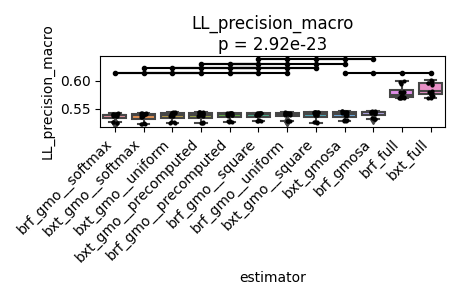 LL_precision_macro
p = 2.92e-23
LL_precision_macro
0.60
0.55
brf_gmo__softmax
bxt_gmo__softmax
bxt_gmo__uniform
bxt_gmo__precomputed
brf_gmo__precomputed
brf_gmo__square
brf_gmo__uniform
bxt_gmo__square
bxt_gmosa
brf_gmosa
brf_full
bxt_full
estimator